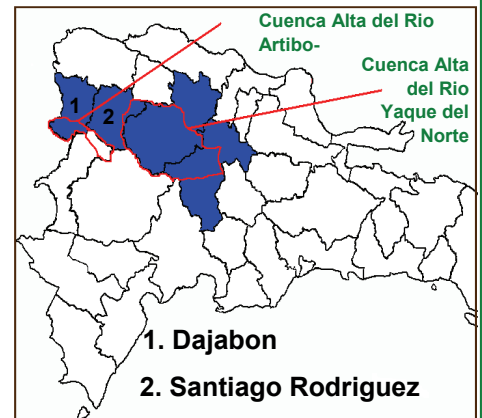 Cuenca Alta del Rio
Artibo-
Cuenca Alta
del Rio
Yaque del
Norte
1
2
1. Dajabon
2. Santiago Rodriguez